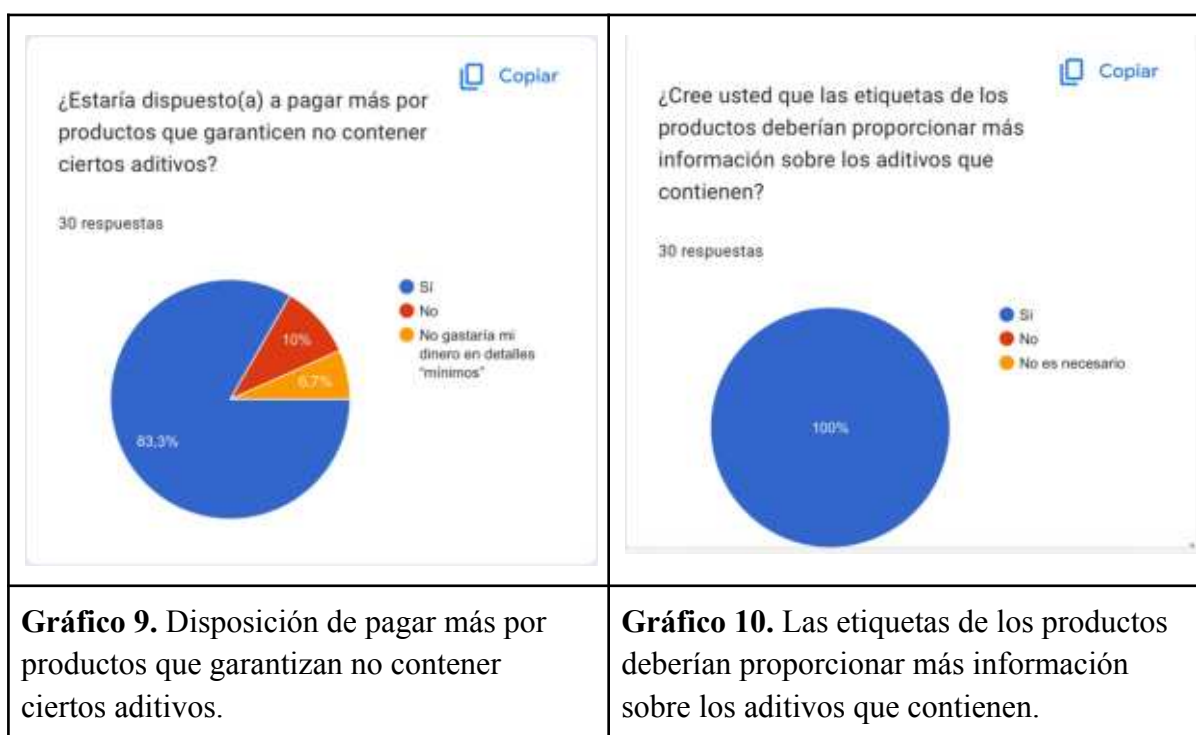 Copiar
¿Estaría dispuesto(a) a pagar más por
productos que garanticen no contener
ciertos aditivos?
30 respuestas
Sí
No
No gastaría mi
dinero en detalles
"mínimos"
10%
6,7%
83,3%
Copiar
¿Cree usted que las etiquetas de los
productos deberían proporcionar más
información sobre los aditivos que
contienen?
30 respuestas
Si
No
No es necesario
100%
Gráfico 9. Disposición de pagar más por
productos que garantizan no contener
ciertos aditivos.
Gráfico 10. Las etiquetas de los productos
deberían proporcionar más información
sobre los aditivos que contienen.